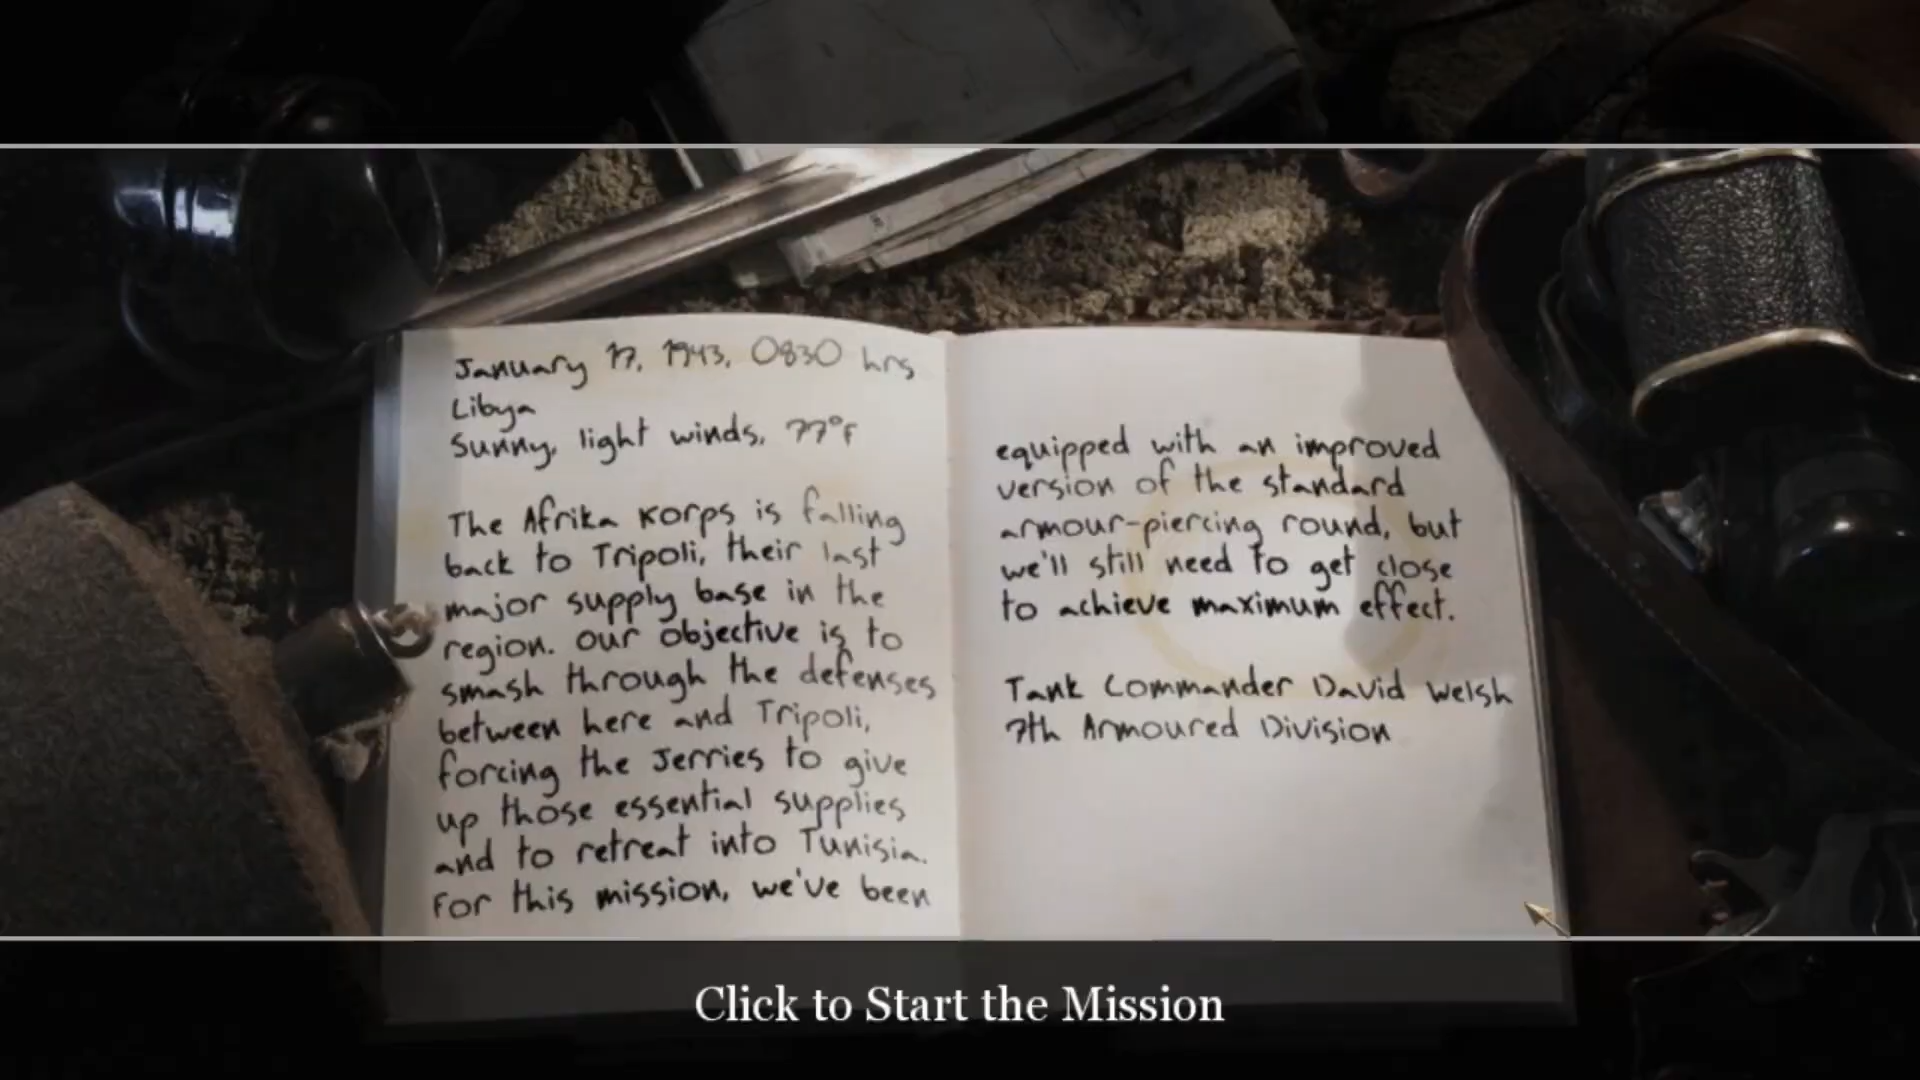 January 17, 1943, 0830 hrs
Libya
Sunny, light winds, 77°F
The Afrika Korps is falling
back to Tripoli, their last
major supply base in the
region. Our objective is to
smash through the defenses
between here and Tripoli,
forcing the Jerries to give
up those essential supplies
and to retreat into Tunisia.
For this mission, we've been
equipped with an improved
version of the standard
armour-piercing round, but
we'll still need to get close
to achieve maximum effect.
Tank Commander David Welsh
7th Armoured Division
Click to Start the Mission